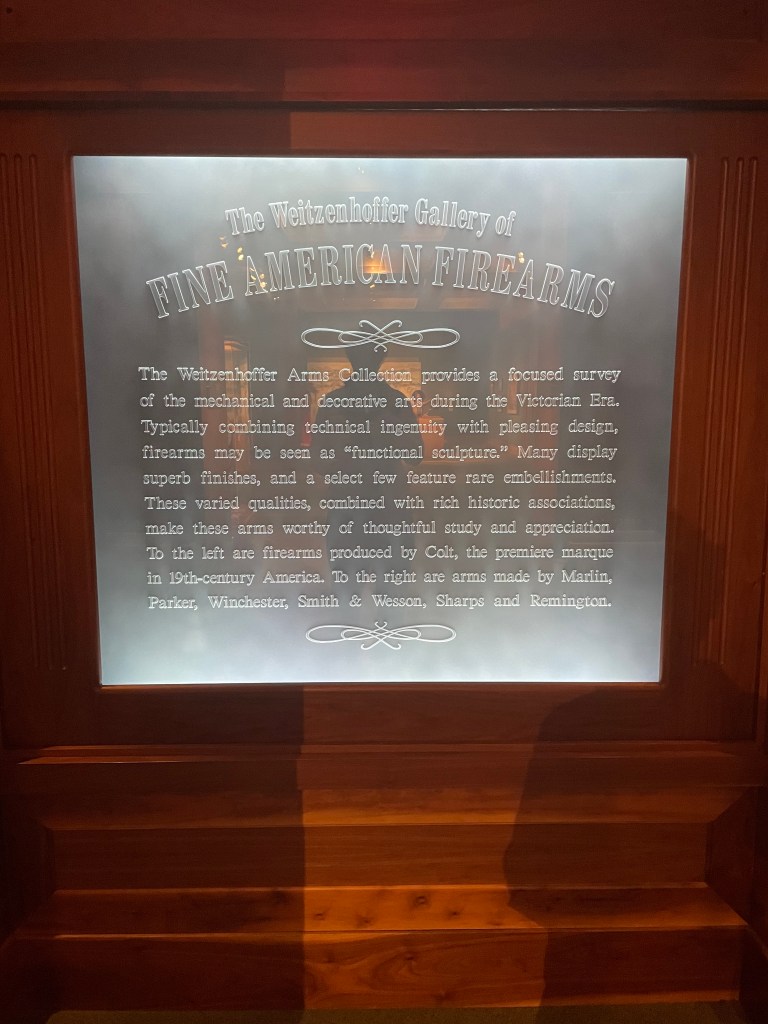 The Weitzenhoffer Gallery of
FINE AMERICAN FIREARMS
The Weitzenhoffer Arms Collection provides a focused survey
of the mechanical and decorative arts during the Victorian Era.
Typically combining technical ingenuity with pleasing design,
firearms may be seen as “functional sculpture.” Many display
superb finishes, and a select few feature rare embellishments.
These varied qualities, combined with rich historic associations,
make these arms worthy of thoughtful study and appreciation.
To the left are firearms produced by Colt, the premiere marque
in 19th-century America. To the right are arms made by Marlin,
Parker, Winchester, Smith & Wesson, Sharps and Remington.